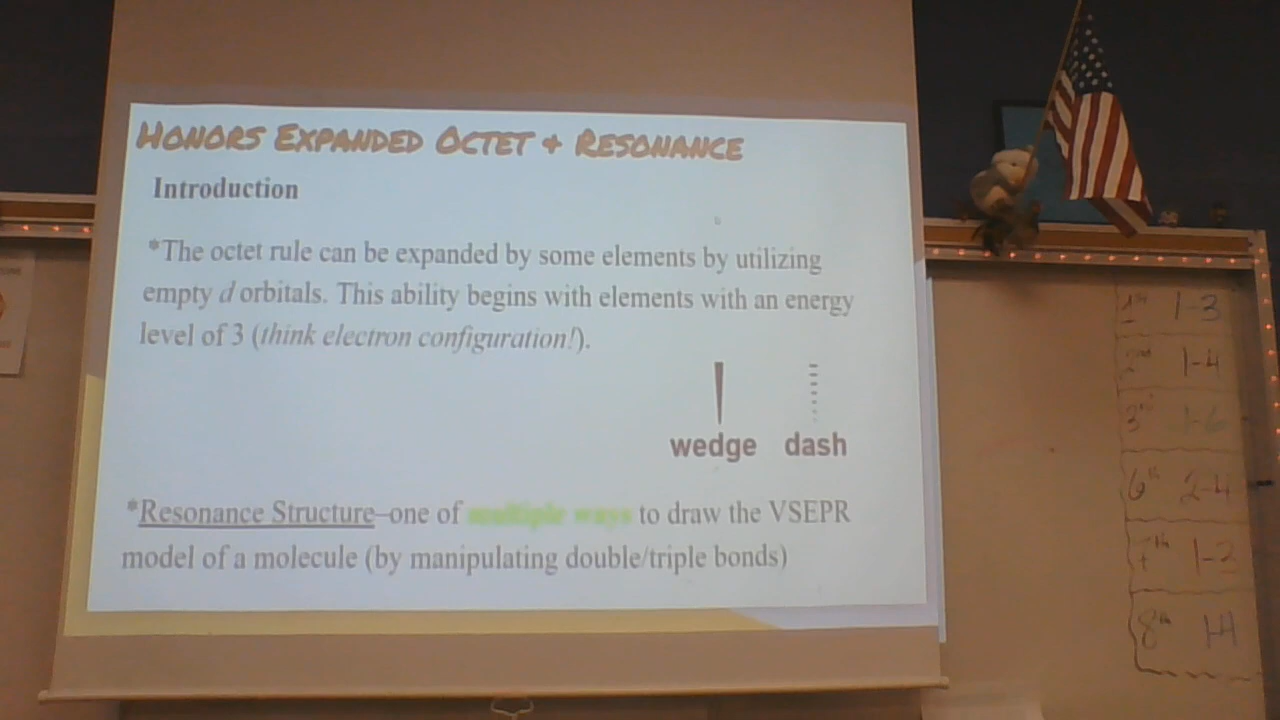 HONORS EXPANDED OCTET + RESONANCE
Introduction
*The octet rule can be expanded by some elements by utilizing
empty d orbitals. This ability begins with elements with an energy
level of 3 (think electron configuration!).
wedge dash
*Resonance Structure–one of multiple ways to draw the VSEPR
model of a molecule (by manipulating double/triple bonds)
1st 1-3
2nd 1-4
3rd 1-6
6th 2-4
7th
8th 1-4